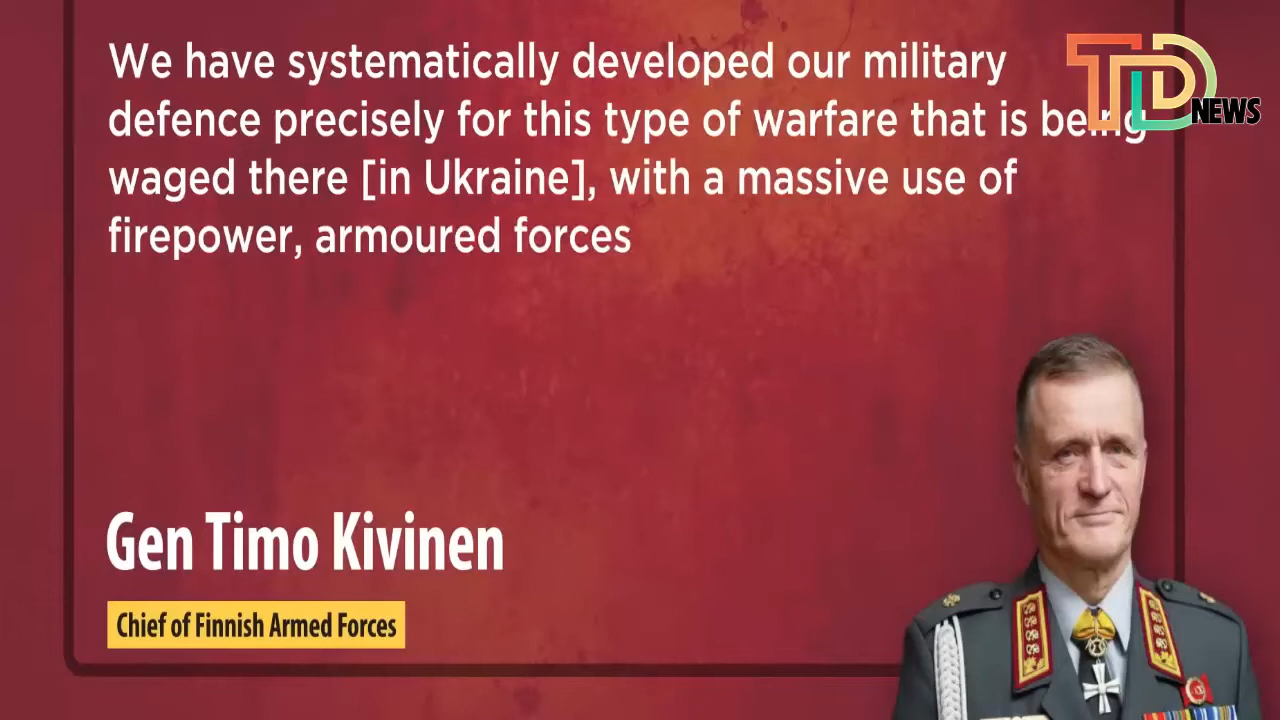 We have systematically developed our military
defence precisely for this type of warfare that is being
waged there [in Ukraine], with a massive use of
firepower, armoured forces
TD NEWS
Gen Timo Kivinen
Chief of Finnish Armed Forces